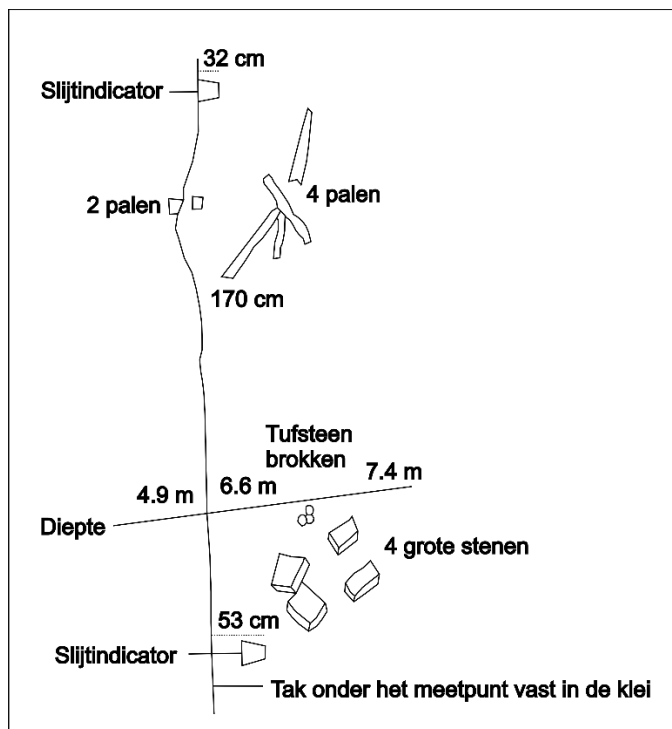 32 cm
Slijtindicator
4 palen
2 palen
170 cm
Tufsteen
brokken
7.4 m
4.9 m
6.6 m
Diepte
4 grote stenen
53 cm
Slijtindicator
Tak onder het meetpunt vast in de klei